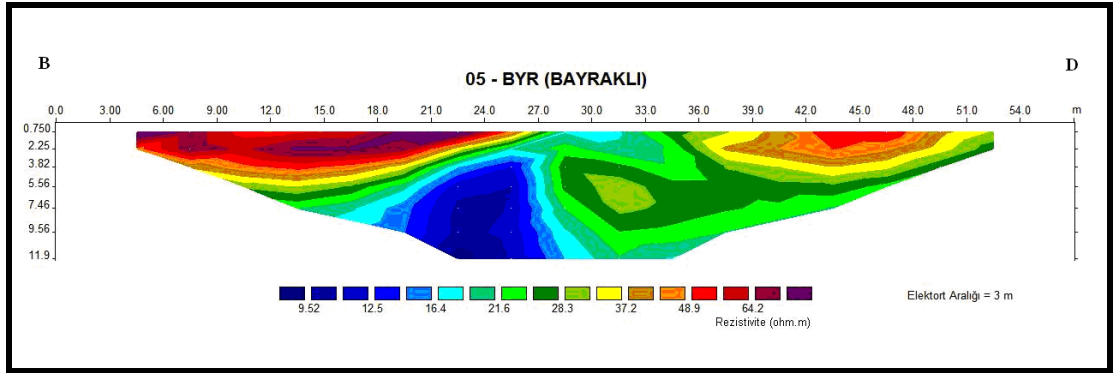 B D
05 - BYR (BAYRAKLI)
0.0 3.00 6.00 9.00 12.0 15.0 18.0 21.0 24.0 27.0 30.0 33.0 36.0 39.0 42.0 45.0 48.0 51.0 54.0 m
0.750
2.25
3.82
5.56
7.46
9.56
11.9
9.52 12.5 16.4 21.6 28.3 37.2 48.9 64.2
Rezistivite (ohm.m)
Elektort Aralığı = 3 m